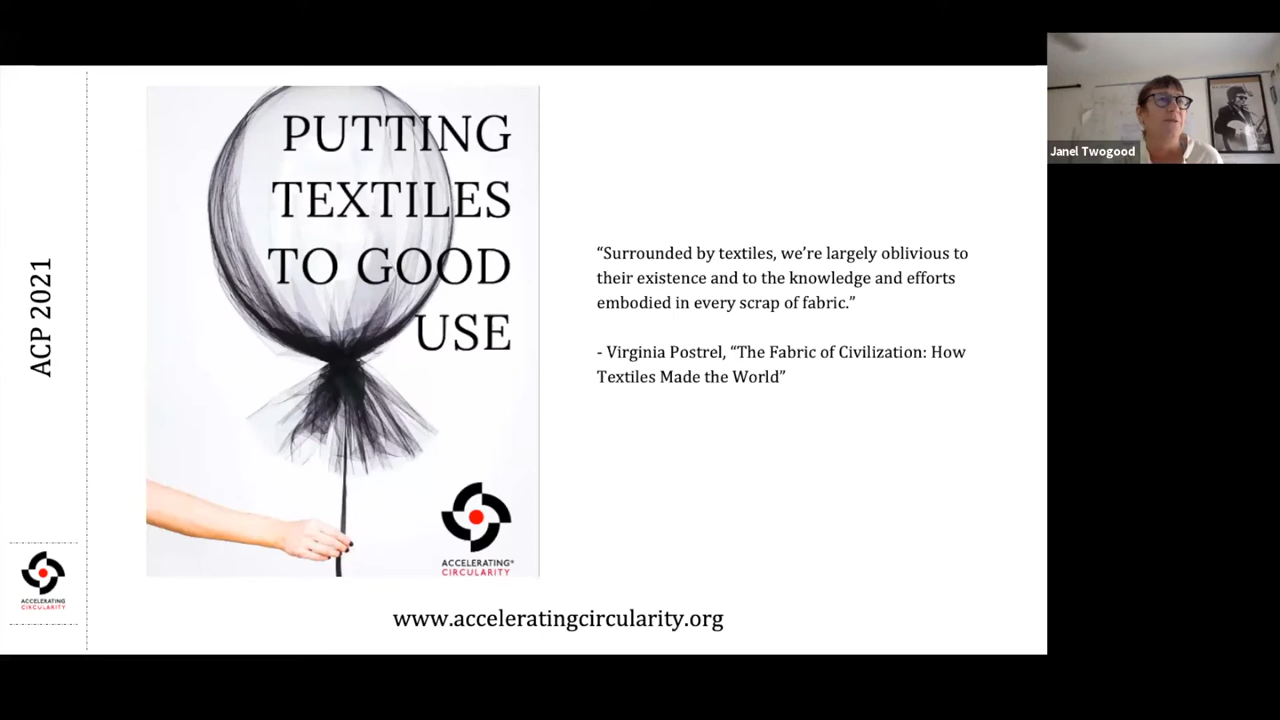 ACP 2021
PUTTING
TEXTILES
TO GOOD
USE
ACCELERATING®
CIRCULARITY
“Surrounded by textiles, we’re largely oblivious to
their existence and to the knowledge and efforts
embodied in every scrap of fabric.”
- Virginia Postrel, “The Fabric of Civilization: How
Textiles Made the World”
ACCELERATING
CIRCULARITY
www.acceleratingcircularity.org
Janel Twogood